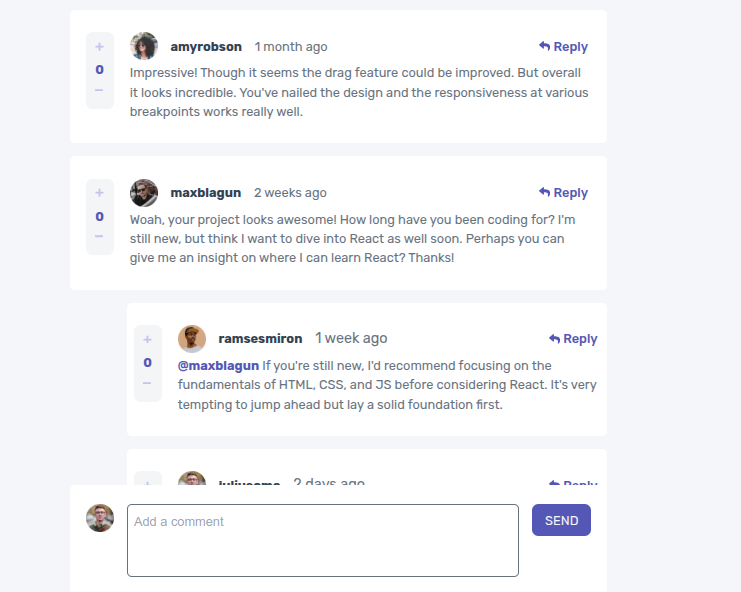 +
0
−
amyrobson 1 month ago Reply
Impressive! Though it seems the drag feature could be improved. But overall
it looks incredible. You've nailed the design and the responsiveness at various
breakpoints works really well.
+
0
−
maxblagun 2 weeks ago Reply
Woah, your project looks awesome! How long have you been coding for? I'm
still new, but think I want to dive into React as well soon. Perhaps you can
give me an insight on where I can learn React? Thanks!
+
0
−
ramsesmiron 1 week ago Reply
@maxblagun If you're still new, I'd recommend focusing on the
fundamentals of HTML, CSS, and JS before considering React. It's very
tempting to jump ahead but lay a solid foundation first.
+
juliusomo 2 days ago Reply
Add a comment
SEND